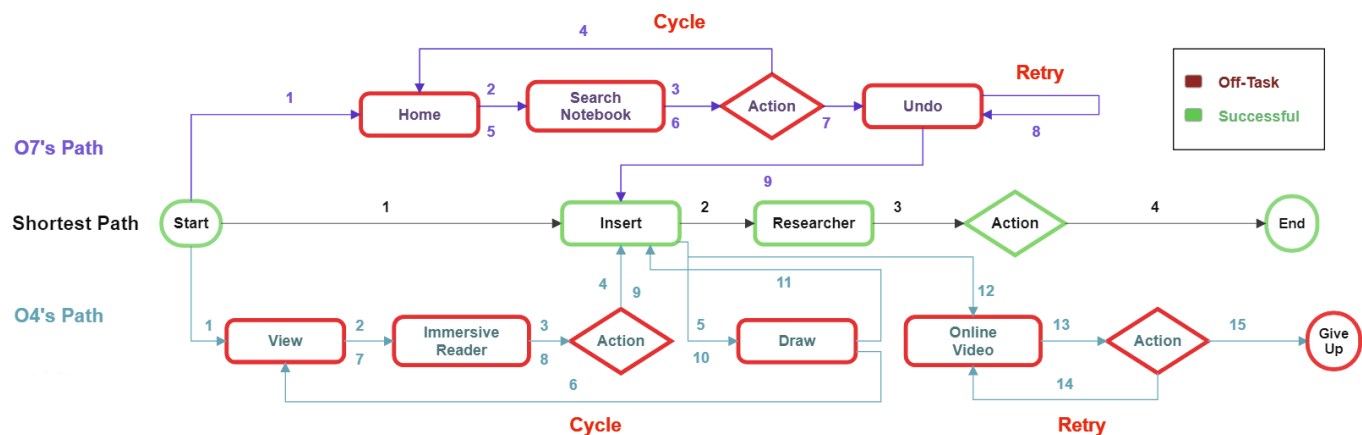 Cycle
4
Retry
Off-Task
Successful
1
2
3
Home
Search
Notebook
Action
Undo
5
6
7
8
O7's Path
9
1
2
3
4
Shortest Path
Start
Insert
Researcher
Action
End
4
9
11
12
O4's Path
1
2
3
5
13
15
View
Immersive
Reader
Action
Draw
Online
Video
Action
Give
Up
7
8
10
6
14
Cycle
Retry